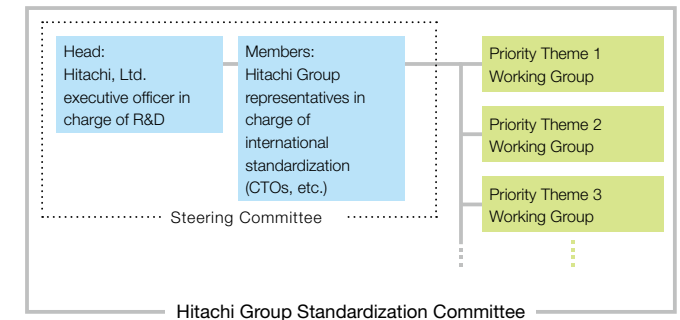 Head:
Hitachi, Ltd.
executive officer in
charge of R&D
Members:
Hitachi Group
representatives in
charge of
international
standardization
(CTOs, etc.)
Steering Committee
Priority Theme 1
Working Group
Priority Theme 2
Working Group
Priority Theme 3
Working Group
Hitachi Group Standardization Committee